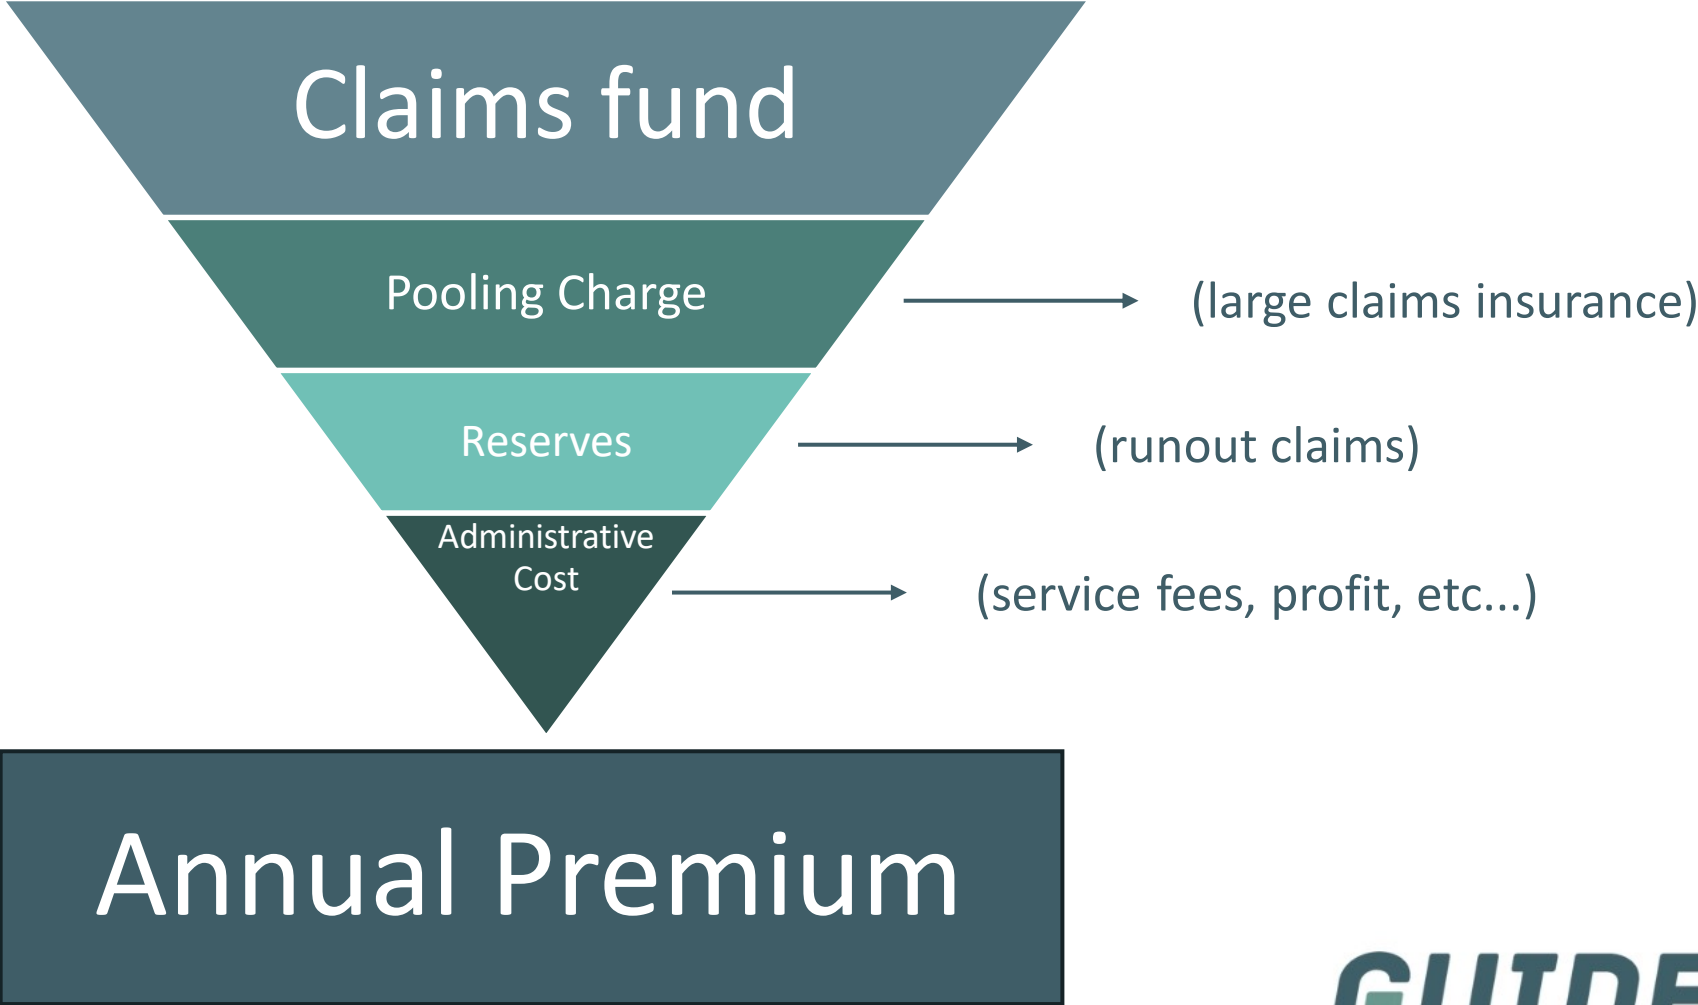 Claims fund
Pooling Charge
(large claims insurance)
Reserves
(runout claims)
Administrative
Cost
(service fees, profit, etc...)
Annual Premium